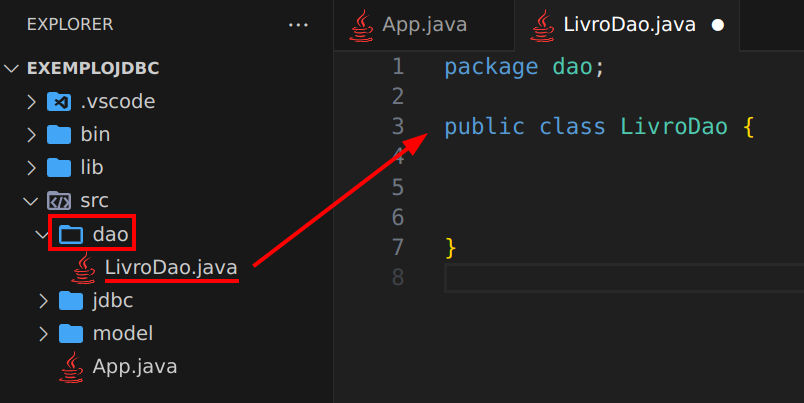 EXPLORER ...
EXEMPLOJDBC
.vscode
bin
lib
src
dao
LivroDao.java
jdbc
model
App.java
App.java LivroDao.java
1 package dao;
2
3 public class LivroDao {
4
5
6
7 }
8